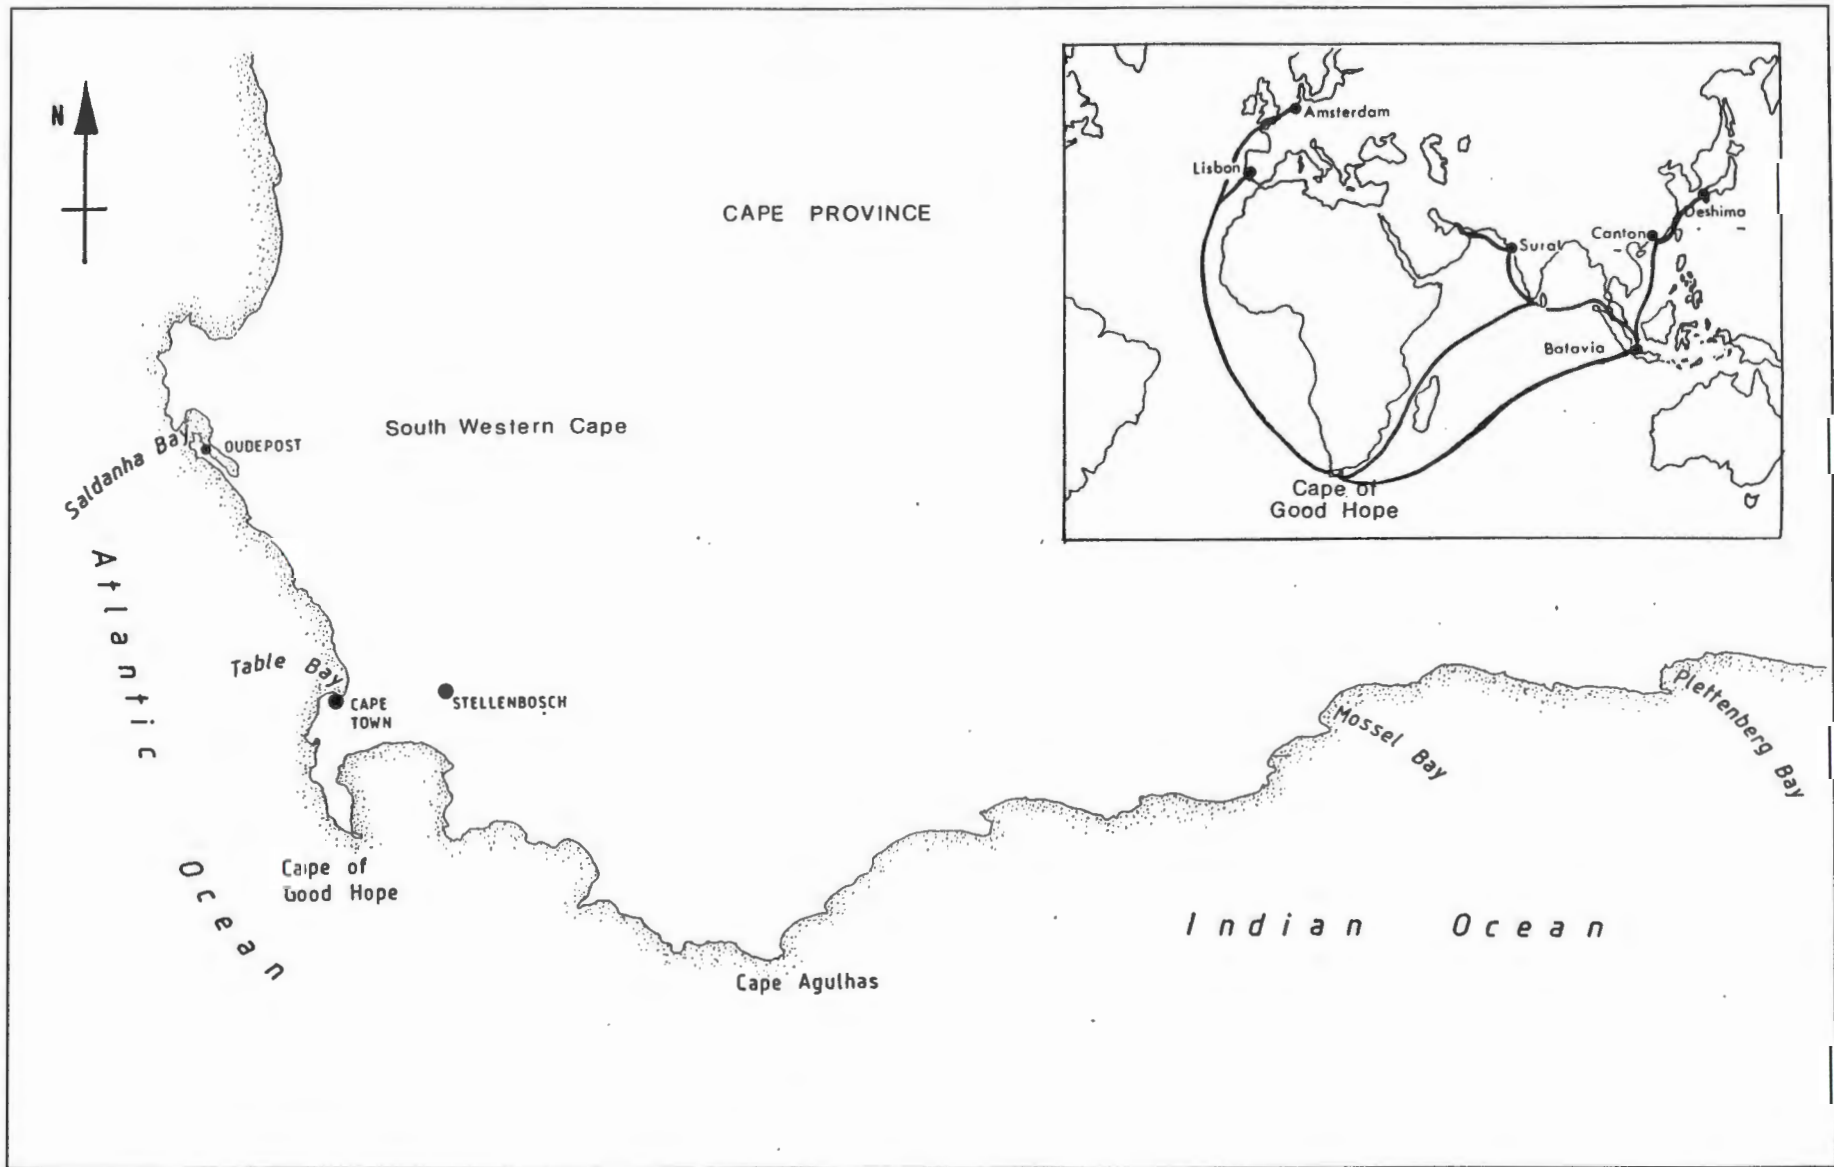 N
CAPE PROVINCE
South Western Cape
Saldanha Bay
OUDEPOST
Atlantic
Ocean
Table Bay
CAPE
TOWN
STELLENBOSCH
Cape of
Good Hope
Cape Agulhas
Mossel Bay
Plettenberg Bay
Indian Ocean
Amsterdam
Lisbon
Deshima
Canton
Surat
Batavia
Cape of
Good Hope